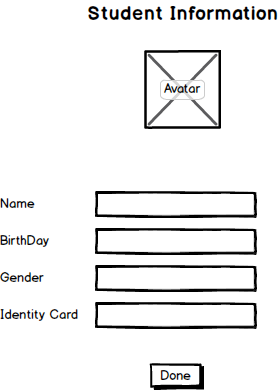 Student Information
Avatar
Name
BirthDay
Gender
Identity Card
Done